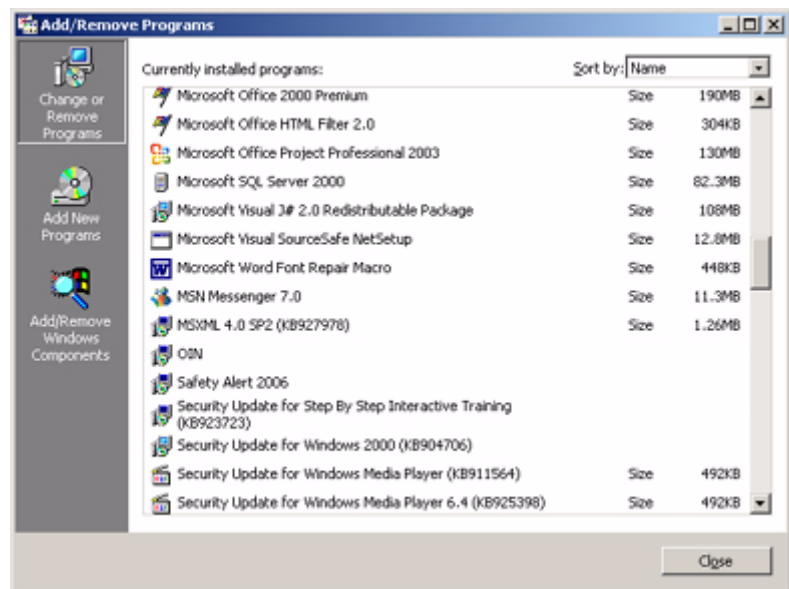 Add/Remove Programs
Change or
Remove
Programs
Add New
Programs
Add/Remove
Windows
Components
Currently installed programs:
Sort by: Name
Microsoft Office 2000 Premium Size 190MB
Microsoft Office HTML Filter 2.0 Size 304KB
Microsoft Office Project Professional 2003 Size 130MB
Microsoft SQL Server 2000 Size 82.3MB
Microsoft Visual J# 2.0 Redistributable Package Size 108MB
Microsoft Visual SourceSafe NetSetup Size 12.8MB
Microsoft Word Font Repair Macro Size 448KB
MSN Messenger 7.0 Size 11.3MB
MSXML 4.0 SP2 (KB927978) Size 1.26MB
OIN
Safety Alert 2006
Security Update for Step By Step Interactive Training
(KB923723)
Security Update for Windows 2000 (KB904706)
Security Update for Windows Media Player (KB911564) Size 492KB
Security Update for Windows Media Player 6.4 (KB925398) Size 492KB
Close